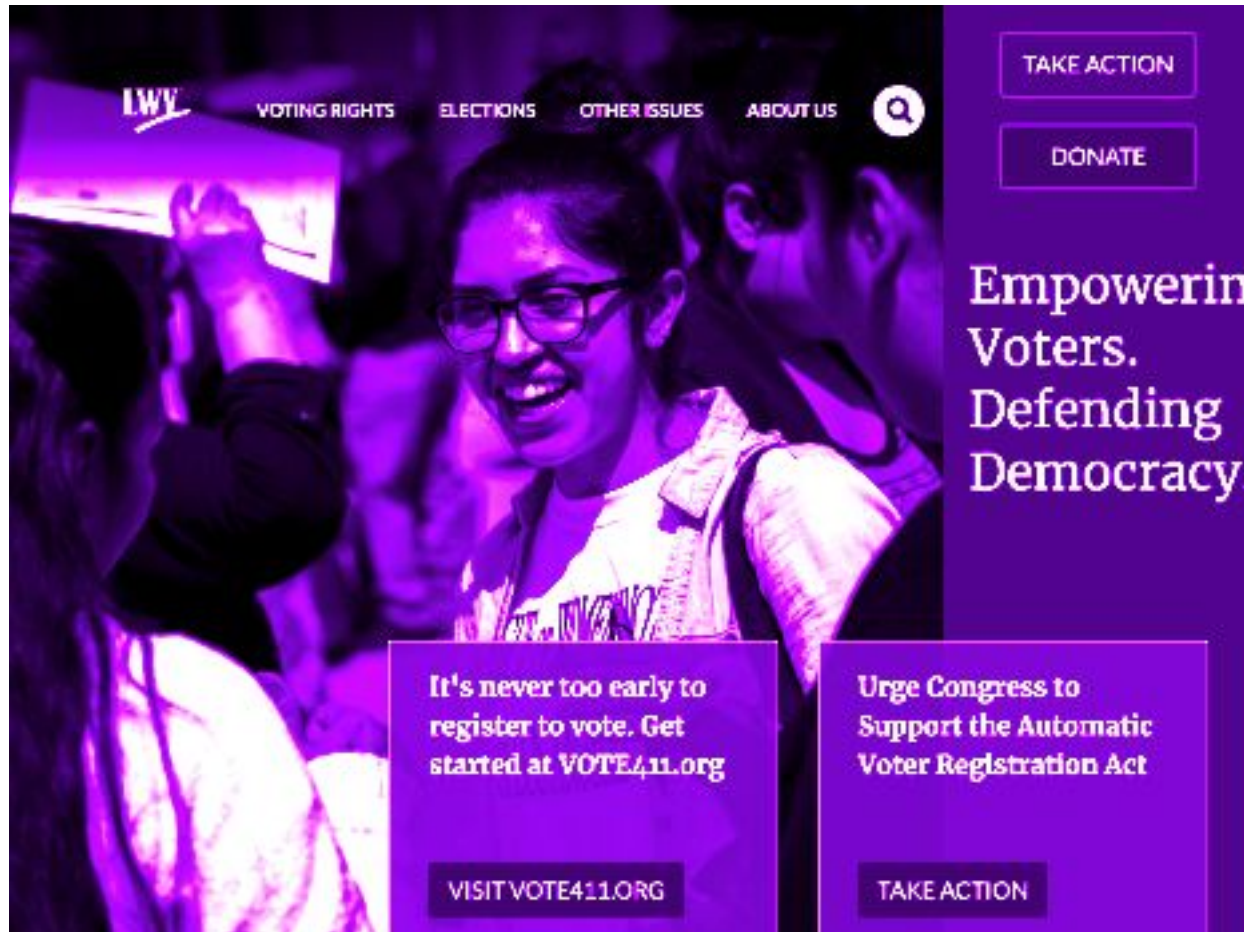 LWV
VOTING RIGHTS
ELECTIONS
OTHER ISSUES
ABOUT US
TAKE ACTION
DONATE
Empowerin
Voters.
Defending
Democracy.
It's never too early to
register to vote. Get
started at VOTE411.org
VISIT VOTE411.ORG
Urge Congress to
Support the Automatic
Voter Registration Act
TAKE ACTION